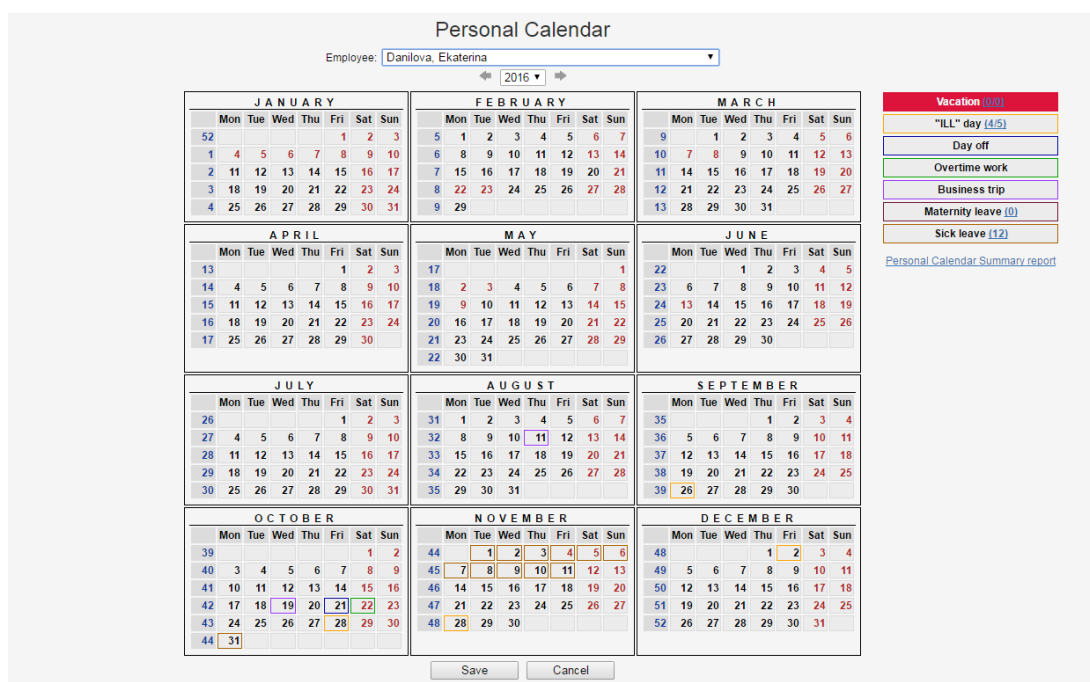 Personal Calendar
Employee: Danilova, Ekaterina
2016
JANUARY
Mon Tue Wed Thu Fri Sat Sun
52 1 2 3
1 4 5 6 7 8 9 10
2 11 12 13 14 15 16 17
3 18 19 20 21 22 23 24
4 25 26 27 28 29 30 31
FEBRUARY
Mon Tue Wed Thu Fri Sat Sun
5 1 2 3 4 5 6 7
6 8 9 10 11 12 13 14
7 15 16 17 18 19 20 21
8 22 23 24 25 26 27 28
9 29
MARCH
Mon Tue Wed Thu Fri Sat Sun
9 1 2 3 4 5 6
10 7 8 9 10 11 12 13
11 14 15 16 17 18 19 20
12 21 22 23 24 25 26 27
13 28 29 30 31
Vacation (0/0)
"ILL" day (4/5)
Day off
Overtime work
Business trip
Maternity leave (0)
Sick leave (12)
Personal Calendar Summary report
APRIL
Mon Tue Wed Thu Fri Sat Sun
13 1 2 3
14 4 5 6 7 8 9 10
15 11 12 13 14 15 16 17
16 18 19 20 21 22 23 24
17 25 26 27 28 29 30
MAY
Mon Tue Wed Thu Fri Sat Sun
17 1
18 2 3 4 5 6 7 8
19 9 10 11 12 13 14 15
20 16 17 18 19 20 21 22
21 23 24 25 26 27 28 29
22 30 31
JUNE
Mon Tue Wed Thu Fri Sat Sun
22 1 2 3 4 5
23 6 7 8 9 10 11 12
24 13 14 15 16 17 18 19
25 20 21 22 23 24 25 26
26 27 28 29 30
JULY
Mon Tue Wed Thu Fri Sat Sun
26 1 2 3
27 4 5 6 7 8 9 10
28 11 12 13 14 15 16 17
29 18 19 20 21 22 23 24
30 25 26 27 28 29 30 31
AUGUST
Mon Tue Wed Thu Fri Sat Sun
31 1 2 3 4 5 6 7
32 8 9 10 11 12 13 14
33 15 16 17 18 19 20 21
34 22 23 24 25 26 27 28
35 29 30 31
SEPTEMBER
Mon Tue Wed Thu Fri Sat Sun
35 1 2 3 4
36 5 6 7 8 9 10 11
37 12 13 14 15 16 17 18
38 19 20 21 22 23 24 25
39 26 27 28 29 30
OCTOBER
Mon Tue Wed Thu Fri Sat Sun
39 1 2
40 3 4 5 6 7 8 9
41 10 11 12 13 14 15 16
42 17 18 19 20 21 22 23
43 24 25 26 27 28 29 30
44 31
NOVEMBER
Mon Tue Wed Thu Fri Sat Sun
44 1 2 3 4 5 6
45 7 8 9 10 11 12 13
46 14 15 16 17 18 19 20
47 21 22 23 24 25 26 27
48 28 29 30
DECEMBER
Mon Tue Wed Thu Fri Sat Sun
48 1 2 3 4
49 5 6 7 8 9 10 11
50 12 13 14 15 16 17 18
51 19 20 21 22 23 24 25
52 26 27 28 29 30 31
Save Cancel